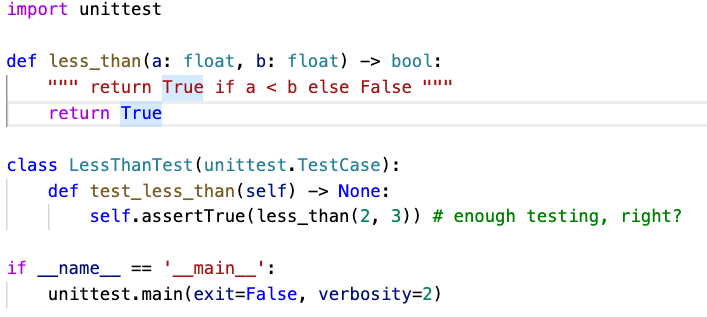 import unittest

def less_than(a: float, b: float) -> bool:
    """ return True if a < b else False """
    return True

class LessThanTest(unittest.TestCase):
    def test_less_than(self) -> None:
        self.assertTrue(less_than(2, 3)) # enough testing, right?

if __name__ == '__main__':
    unittest.main(exit=False, verbosity=2)